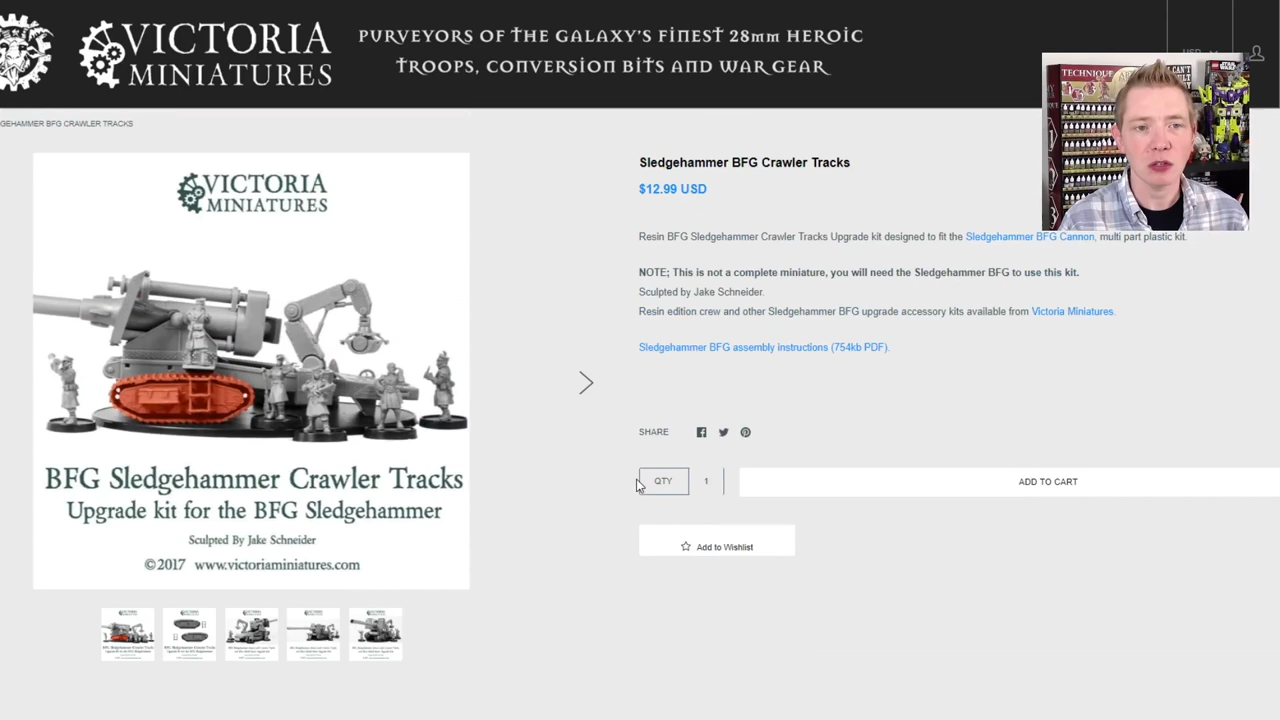 VICTORIA
MINIATURES
PURVEYORS OF THE GALAXY'S FINEST 28mm HEROIC
TROOPS, CONVERSION BITS AND WAR GEAR
GEHAMMER BFG CRAWLER TRACKS
TECHNIQUE
VICTORIA
MINIATURES
BFG Sledgehammer Crawler Tracks
Upgrade kit for the BFG Sledgehammer
Sculpted By Jake Schneider
©2017 www.victoriaminiatures.com
Sledgehammer BFG Crawler Tracks
$12.99 USD
Resin BFG Sledgehammer Crawler Tracks Upgrade kit designed to fit the Sledgehammer BFG Cannon, multi part plastic kit.
NOTE; This is not a complete miniature, you will need the Sledgehammer BFG to use this kit.
Sculpted by Jake Schneider.
Resin edition crew and other Sledgehammer BFG upgrade accessory kits available from Victoria Miniatures.
Sledgehammer BFG assembly instructions (754kb PDF).
SHARE
QTY 1 ADD TO CART
Add to Wishlist